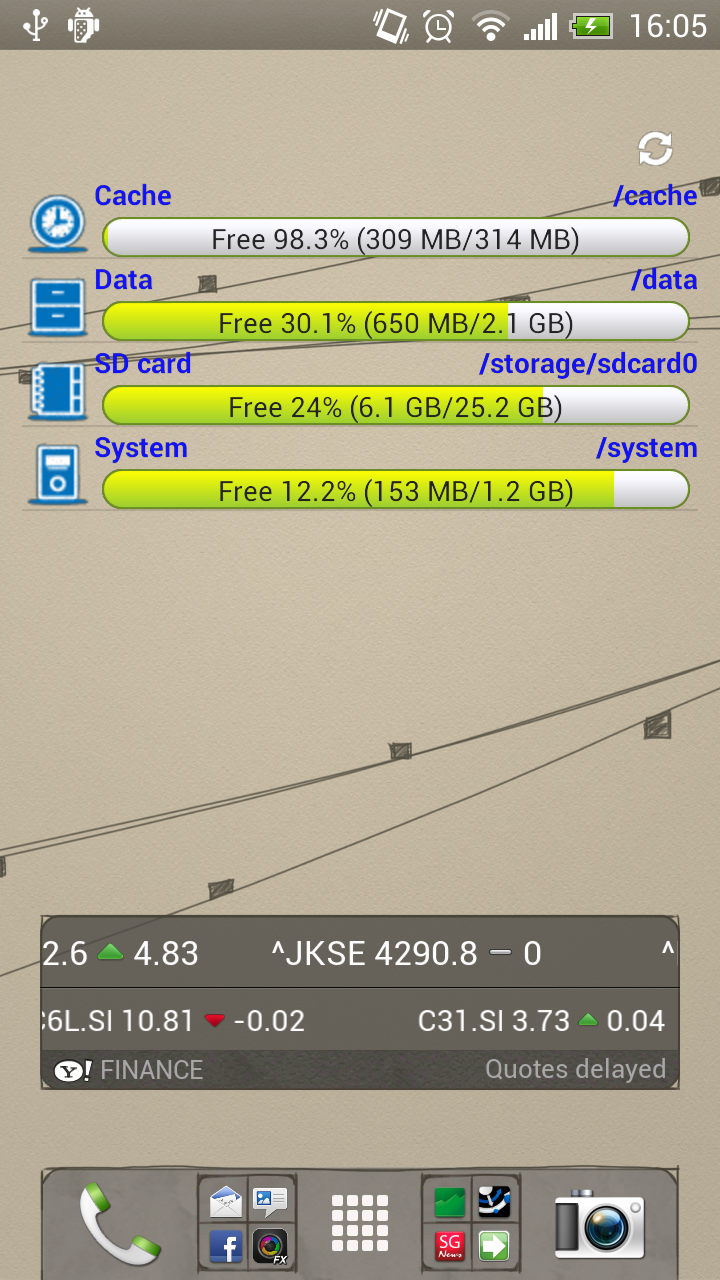 16:05
Cache /cache
Free 98.3% (309 MB/314 MB)
Data /data
Free 30.1% (650 MB/2.1 GB)
SD card /storage/sdcard0
Free 24% (6.1 GB/25.2 GB)
System /system
Free 12.2% (153 MB/1.2 GB)
2.6 4.83 ^JKSE 4290.8 0 ^
C6L.SI 10.81 -0.02 C31.SI 3.73 0.04
Y! FINANCE Quotes delayed
FX
SG
News